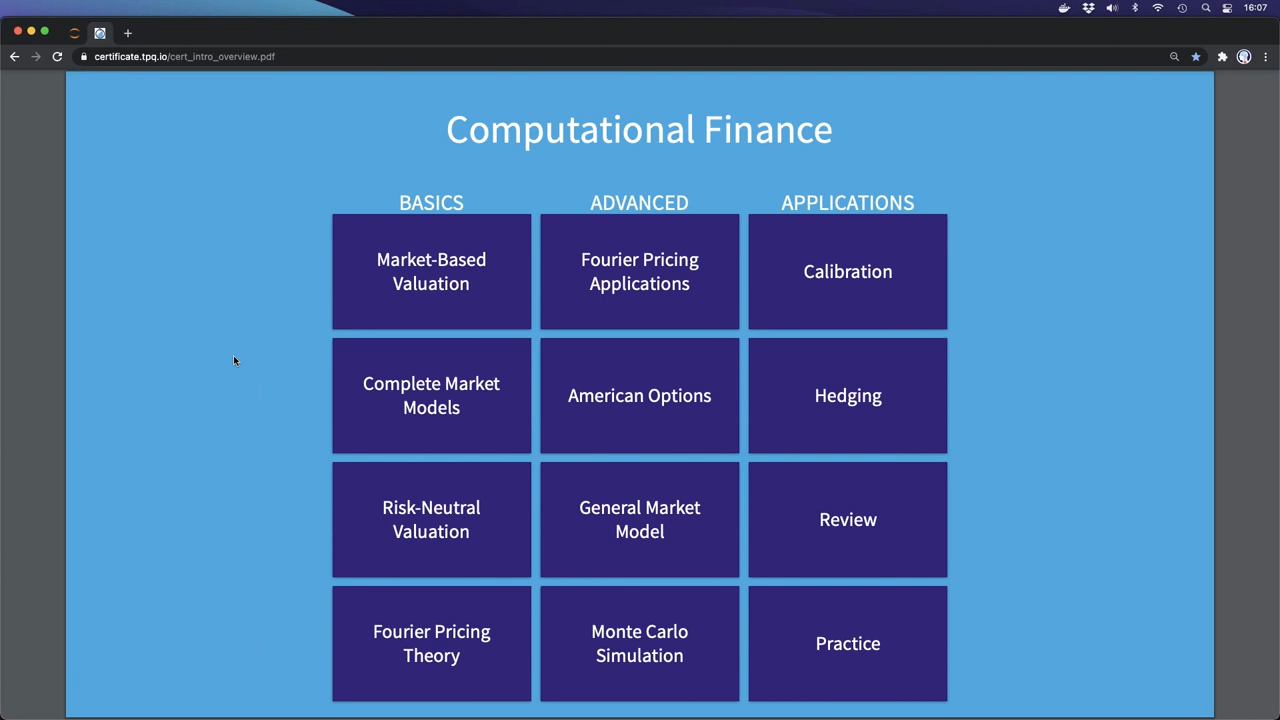 16:07
certificate.tpq.io/cert_intro_overview.pdf
Computational Finance
BASICS
ADVANCED
APPLICATIONS
Market-Based
Valuation
Fourier Pricing
Applications
Calibration
Complete Market
Models
American Options
Hedging
Risk-Neutral
Valuation
General Market
Model
Review
Fourier Pricing
Theory
Monte Carlo
Simulation
Practice